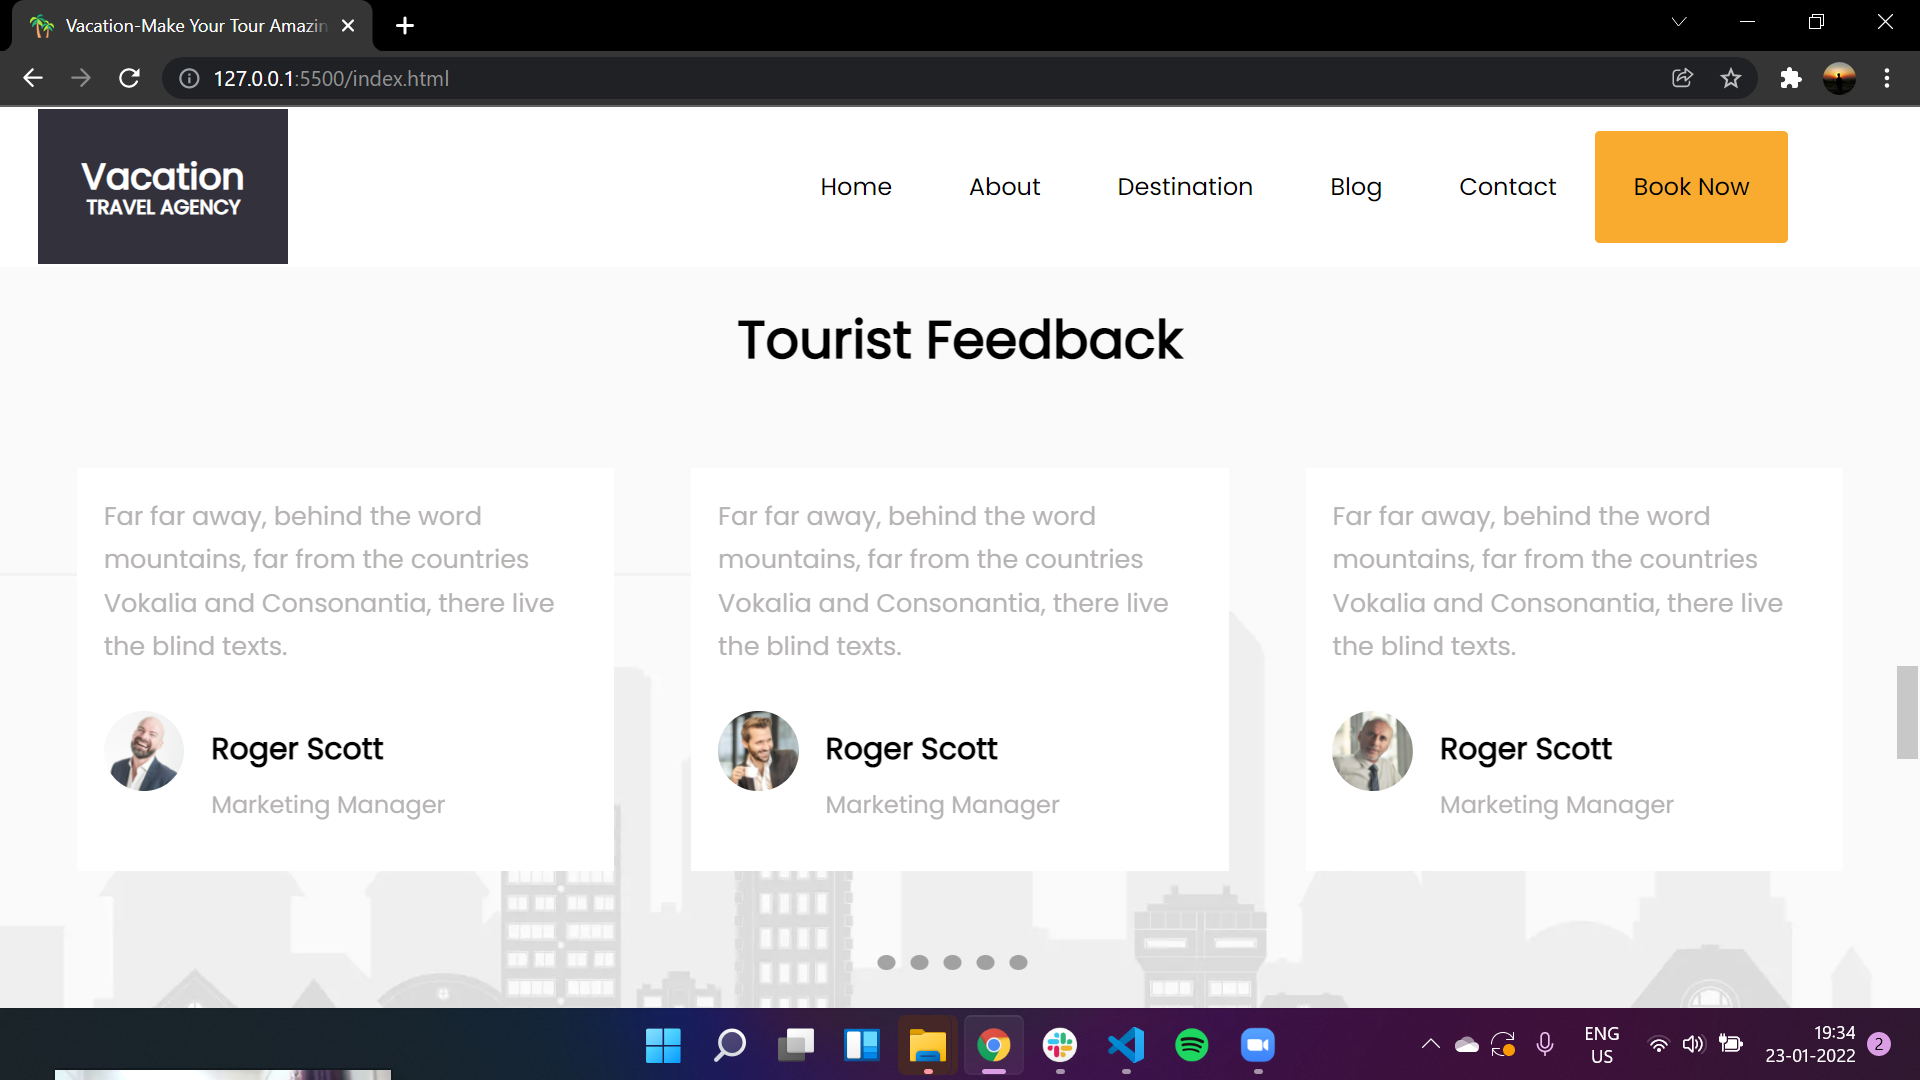 Vacation-Make Your Tour Amazin
127.0.0.1:5500/index.html
Vacation
TRAVEL AGENCY
Home
About
Destination
Blog
Contact
Book Now
Tourist Feedback
Far far away, behind the word
mountains, far from the countries
Vokalia and Consonantia, there live
the blind texts.
Roger Scott
Marketing Manager
Far far away, behind the word
mountains, far from the countries
Vokalia and Consonantia, there live
the blind texts.
Roger Scott
Marketing Manager
Far far away, behind the word
mountains, far from the countries
Vokalia and Consonantia, there live
the blind texts.
Roger Scott
Marketing Manager
ENG
US
19:34
23-01-2022
2